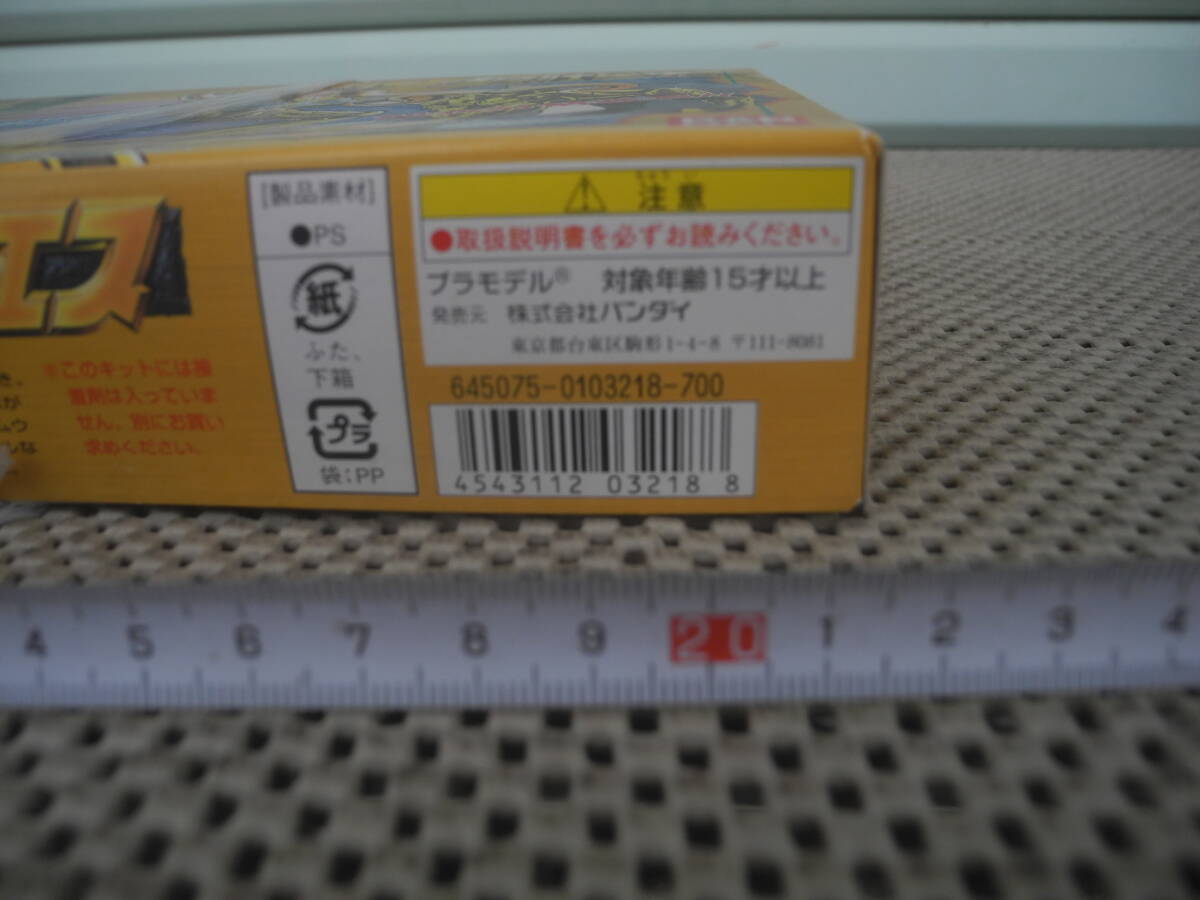 [製品素材]
●PS
紙
ふた、
下箱
プラ
袋:PP
注意
●取扱説明書を必ずお読みください。
プラモデル® 対象年齢15才以上
発売元 株式会社バンダイ
東京都台東区駒形1-4-8 〒111-8081
645075-0103218-700
4543112 032188
※このキットには接
着剤は入っていま
せん。別にお買い
求めください。
4 5 6 7 8 9 20 1 2 3 4